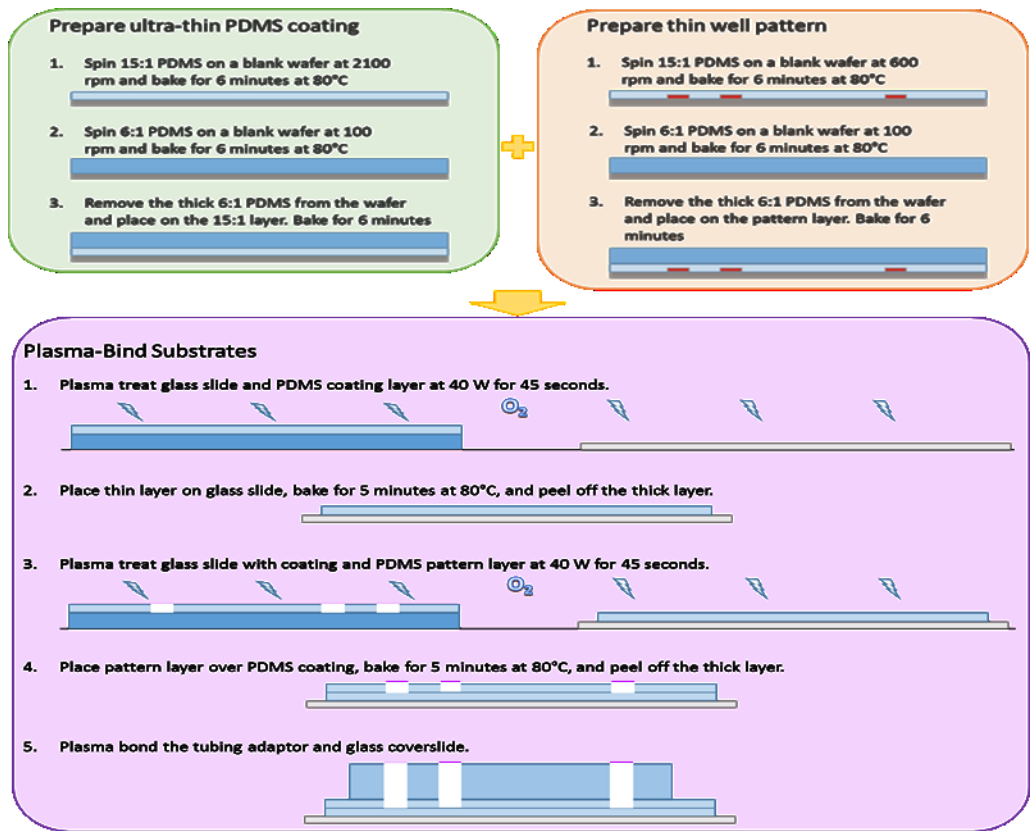 Prepare ultra-thin PDMS coating
1. Spin 15:1 PDMS on a blank wafer at 2100
rpm and bake for 6 minutes at 80°C
2. Spin 6:1 PDMS on a blank wafer at 100
rpm and bake for 6 minutes at 80°C
3. Remove the thick 6:1 PDMS from the wafer
and place on the 15:1 layer. Bake for 6 minutes
Prepare thin well pattern
1. Spin 15:1 PDMS on a blank wafer at 600
rpm and bake for 6 minutes at 80°C
2. Spin 6:1 PDMS on a blank wafer at 100
rpm and bake for 6 minutes at 80°C
3. Remove the thick 6:1 PDMS from the wafer
and place on the pattern layer. Bake for 6
minutes
Plasma-Bind Substrates
1. Plasma treat glass slide and PDMS coating layer at 40 W for 45 seconds.
O₂
2. Place thin layer on glass slide, bake for 5 minutes at 80°C, and peel off the thick layer.
3. Plasma treat glass slide with coating and PDMS pattern layer at 40 W for 45 seconds.
O₂
4. Place pattern layer over PDMS coating, bake for 5 minutes at 80°C, and peel off the thick layer.
5. Plasma bond the tubing adaptor and glass coverslide.